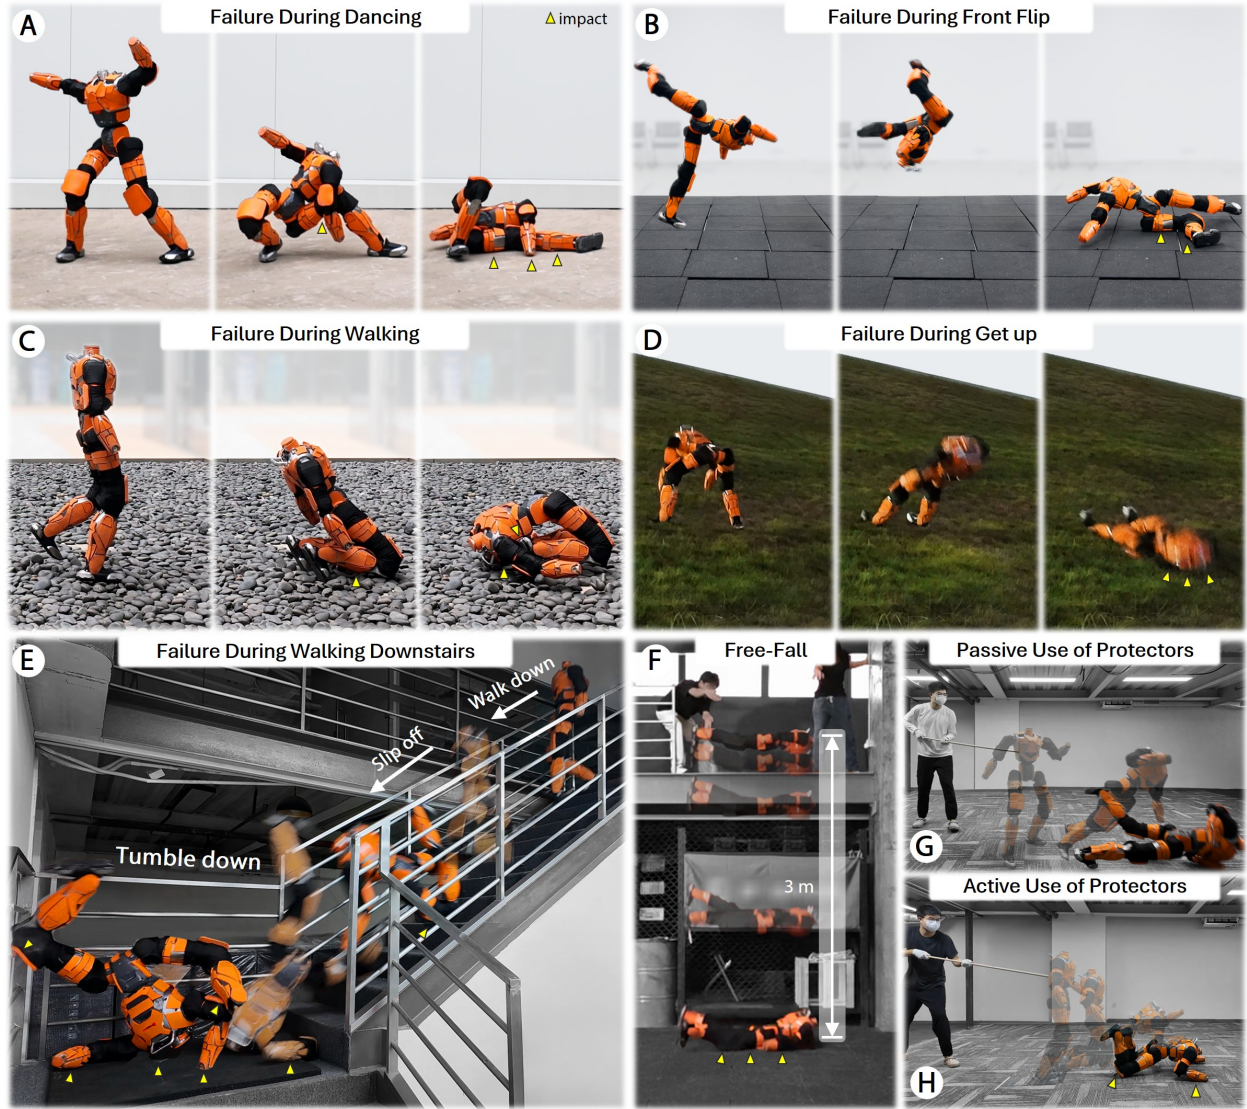 A
Failure During Dancing
impact
B
Failure During Front Flip
C
Failure During Walking
D
Failure During Get up
E
Failure During Walking Downstairs
Walk down
Slip off
Tumble down
F
Free-Fall
3 m
Passive Use of Protectors
G
Active Use of Protectors
H